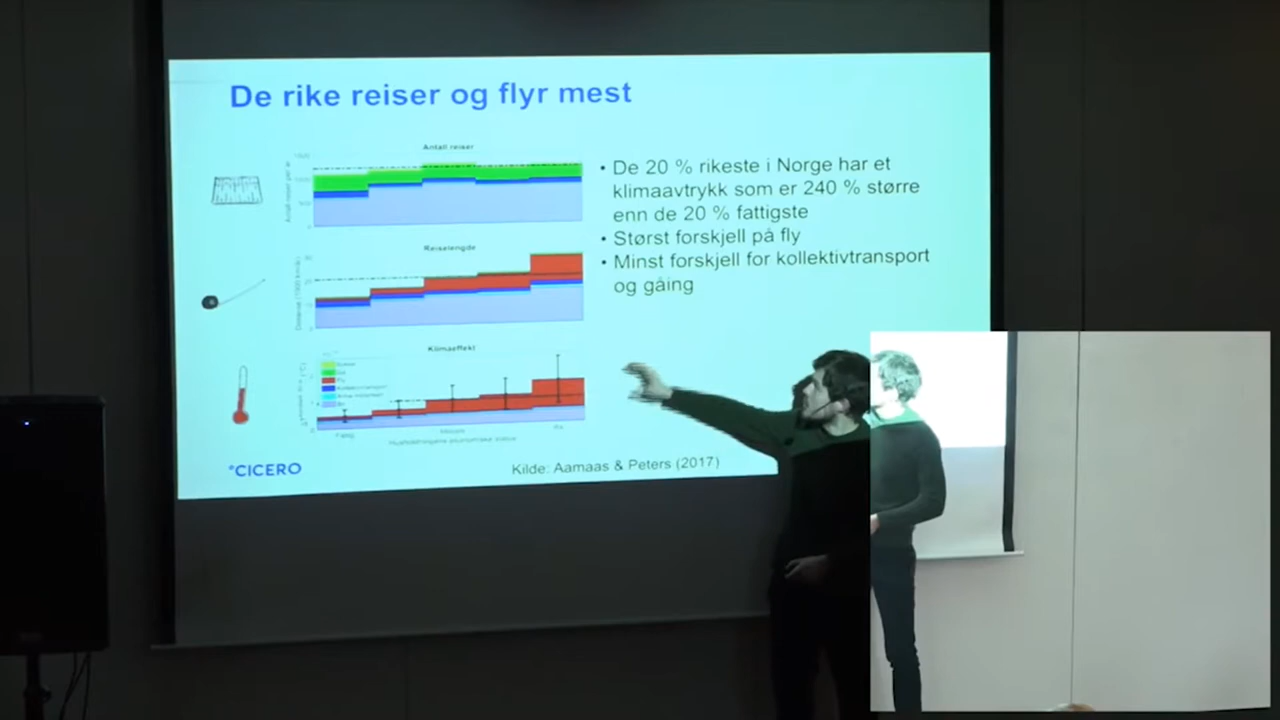 De rike reiser og flyr mest
Antall reiser
Reiselengde
Klimaeffekt
• De 20 % rikeste i Norge har et
klimaavtrykk som er 240 % større
enn de 20 % fattigste
• Størst forskjell på fly
• Minst forskjell for kollektivtransport
og gåing
°CICERO
Kilde: Aamaas & Peters (2017)